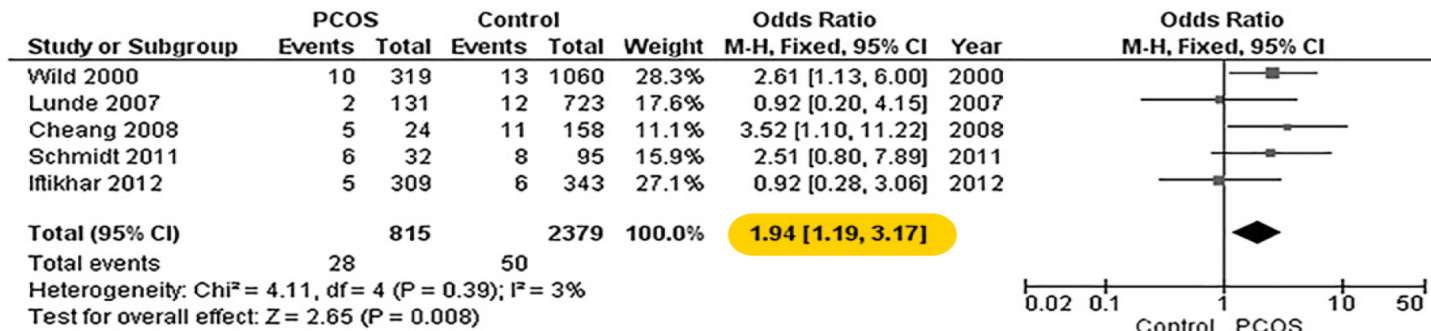 PCOS Control Odds Ratio Odds Ratio
Study or Subgroup Events Total Events Total Weight M-H, Fixed, 95% CI Year M-H, Fixed, 95% CI
Wild 2000 10 319 13 1060 28.3% 2.61 [1.13, 6.00] 2000
Lunde 2007 2 131 12 723 17.6% 0.92 [0.20, 4.15] 2007
Cheang 2008 5 24 11 158 11.1% 3.52 [1.10, 11.22] 2008
Schmidt 2011 6 32 8 95 15.9% 2.51 [0.80, 7.89] 2011
Iftikhar 2012 5 309 6 343 27.1% 0.92 [0.28, 3.06] 2012
Total (95% CI) 815 2379 100.0% 1.94 [1.19, 3.17]
Total events 28 50
Heterogeneity: Chi² = 4.11, df = 4 (P = 0.39); I² = 3%
Test for overall effect: Z = 2.65 (P = 0.008)
0.02 0.1 1 10 50
Control PCOS